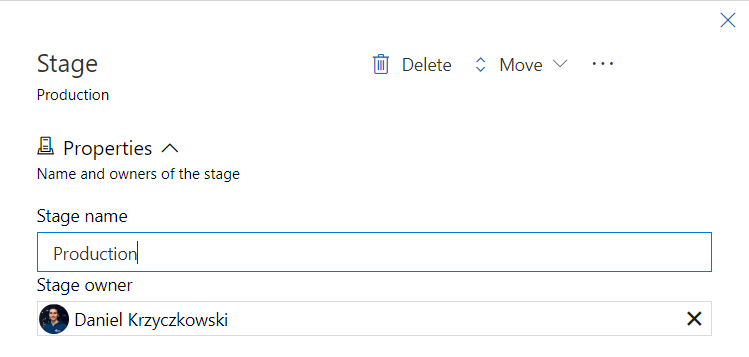 Stage
Delete
Move
Production
Properties
Name and owners of the stage
Stage name
Production
Stage owner
Daniel Krzyczkowski